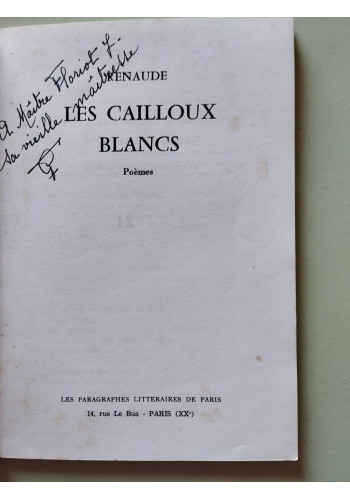 A Maître Floriot
sa vieille maîtresse
RENAUDE
LES CAILLOUX
BLANCS
Poèmes
LES PARAGRAPHES LITTERAIRES DE PARIS
14, rue Le Bua - PARIS (XXᵉ)